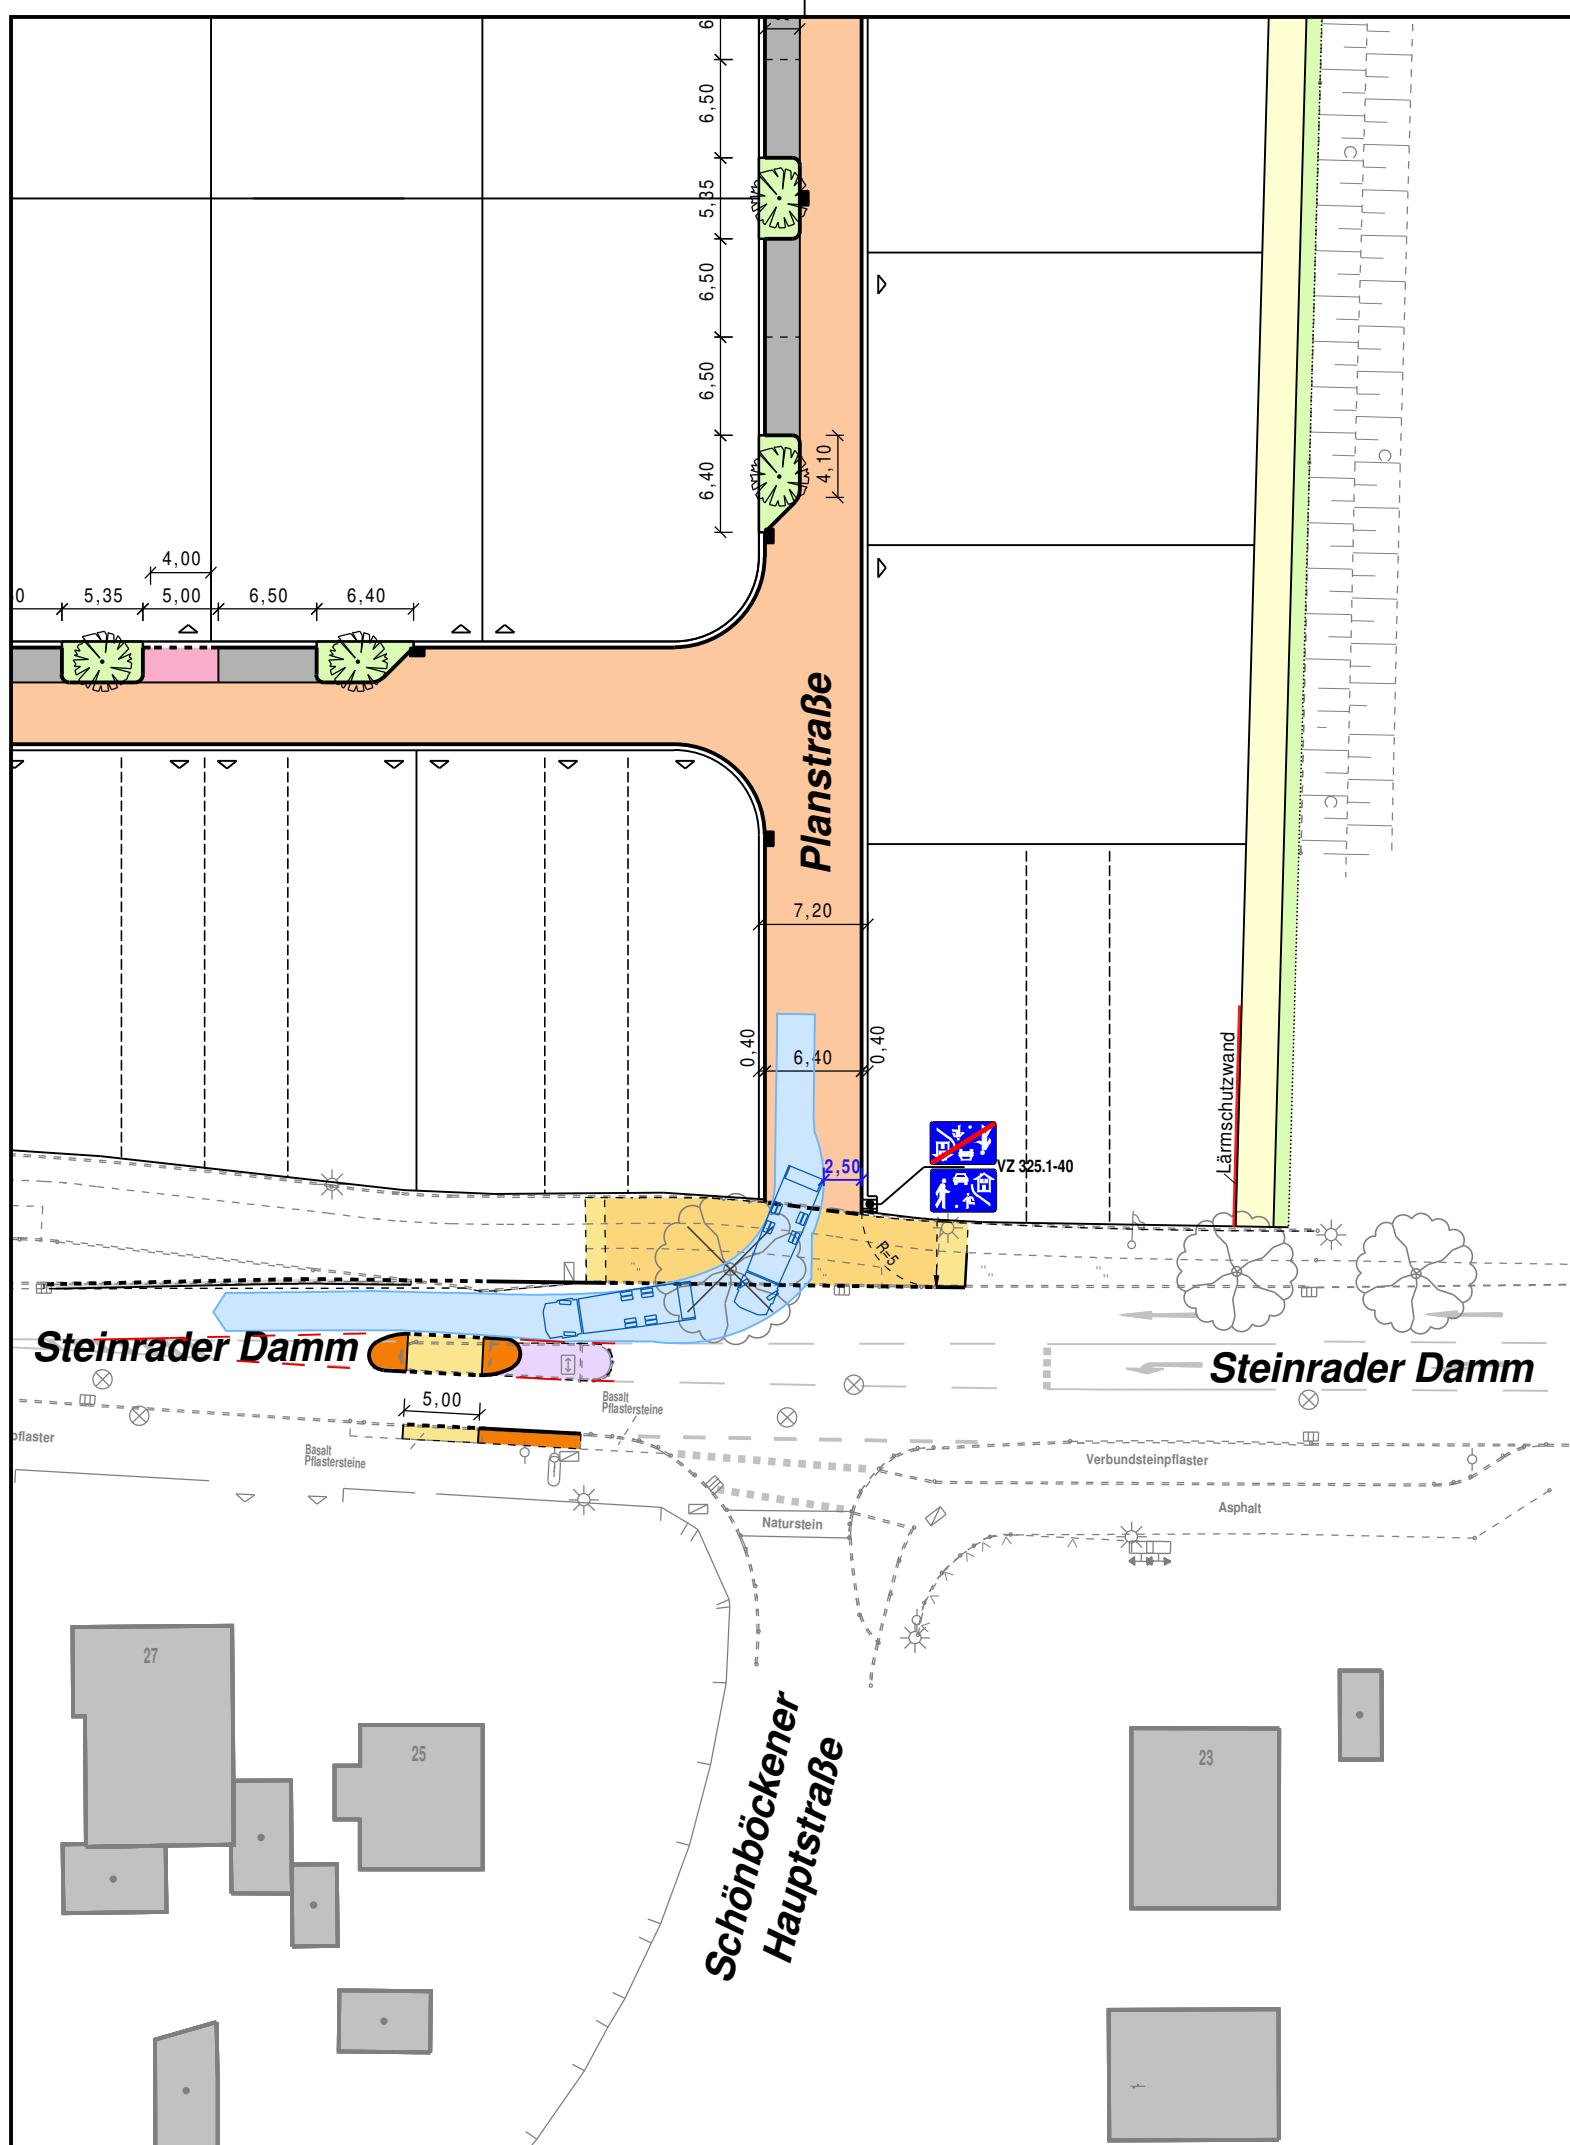 6
6,50
5,35
6,50
6,50
6,40
4,10
4,00
5,35
5,00
6,50
6,40
Planstraße
7,20
0,40
6,40
0,40
2,50
VZ 325.1-40
Lärmschutzwand
R=5
Steinrader Damm
Steinrader Damm
5,00
Basalt
Pflastersteine
Basalt
Pflastersteine
pflaster
Verbundsteinpflaster
Asphalt
Naturstein
Schönböckener
Hauptstraße
27
25
23